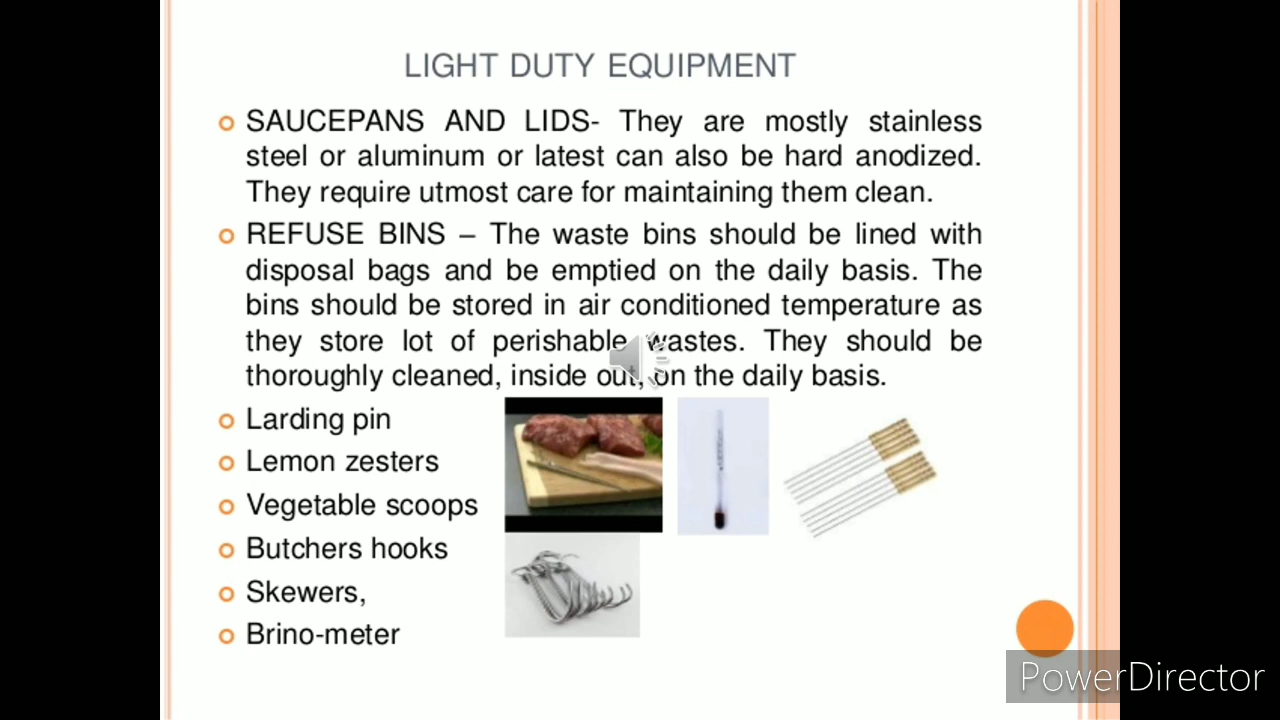 LIGHT DUTY EQUIPMENT
SAUCEPANS AND LIDS- They are mostly stainless
steel or aluminum or latest can also be hard anodized.
They require utmost care for maintaining them clean.
REFUSE BINS – The waste bins should be lined with
disposal bags and be emptied on the daily basis. The
bins should be stored in air conditioned temperature as
they store lot of perishable wastes. They should be
thoroughly cleaned, inside out, on the daily basis.
Larding pin
Lemon zesters
Vegetable scoops
Butchers hooks
Skewers,
Brino-meter
PowerDirector